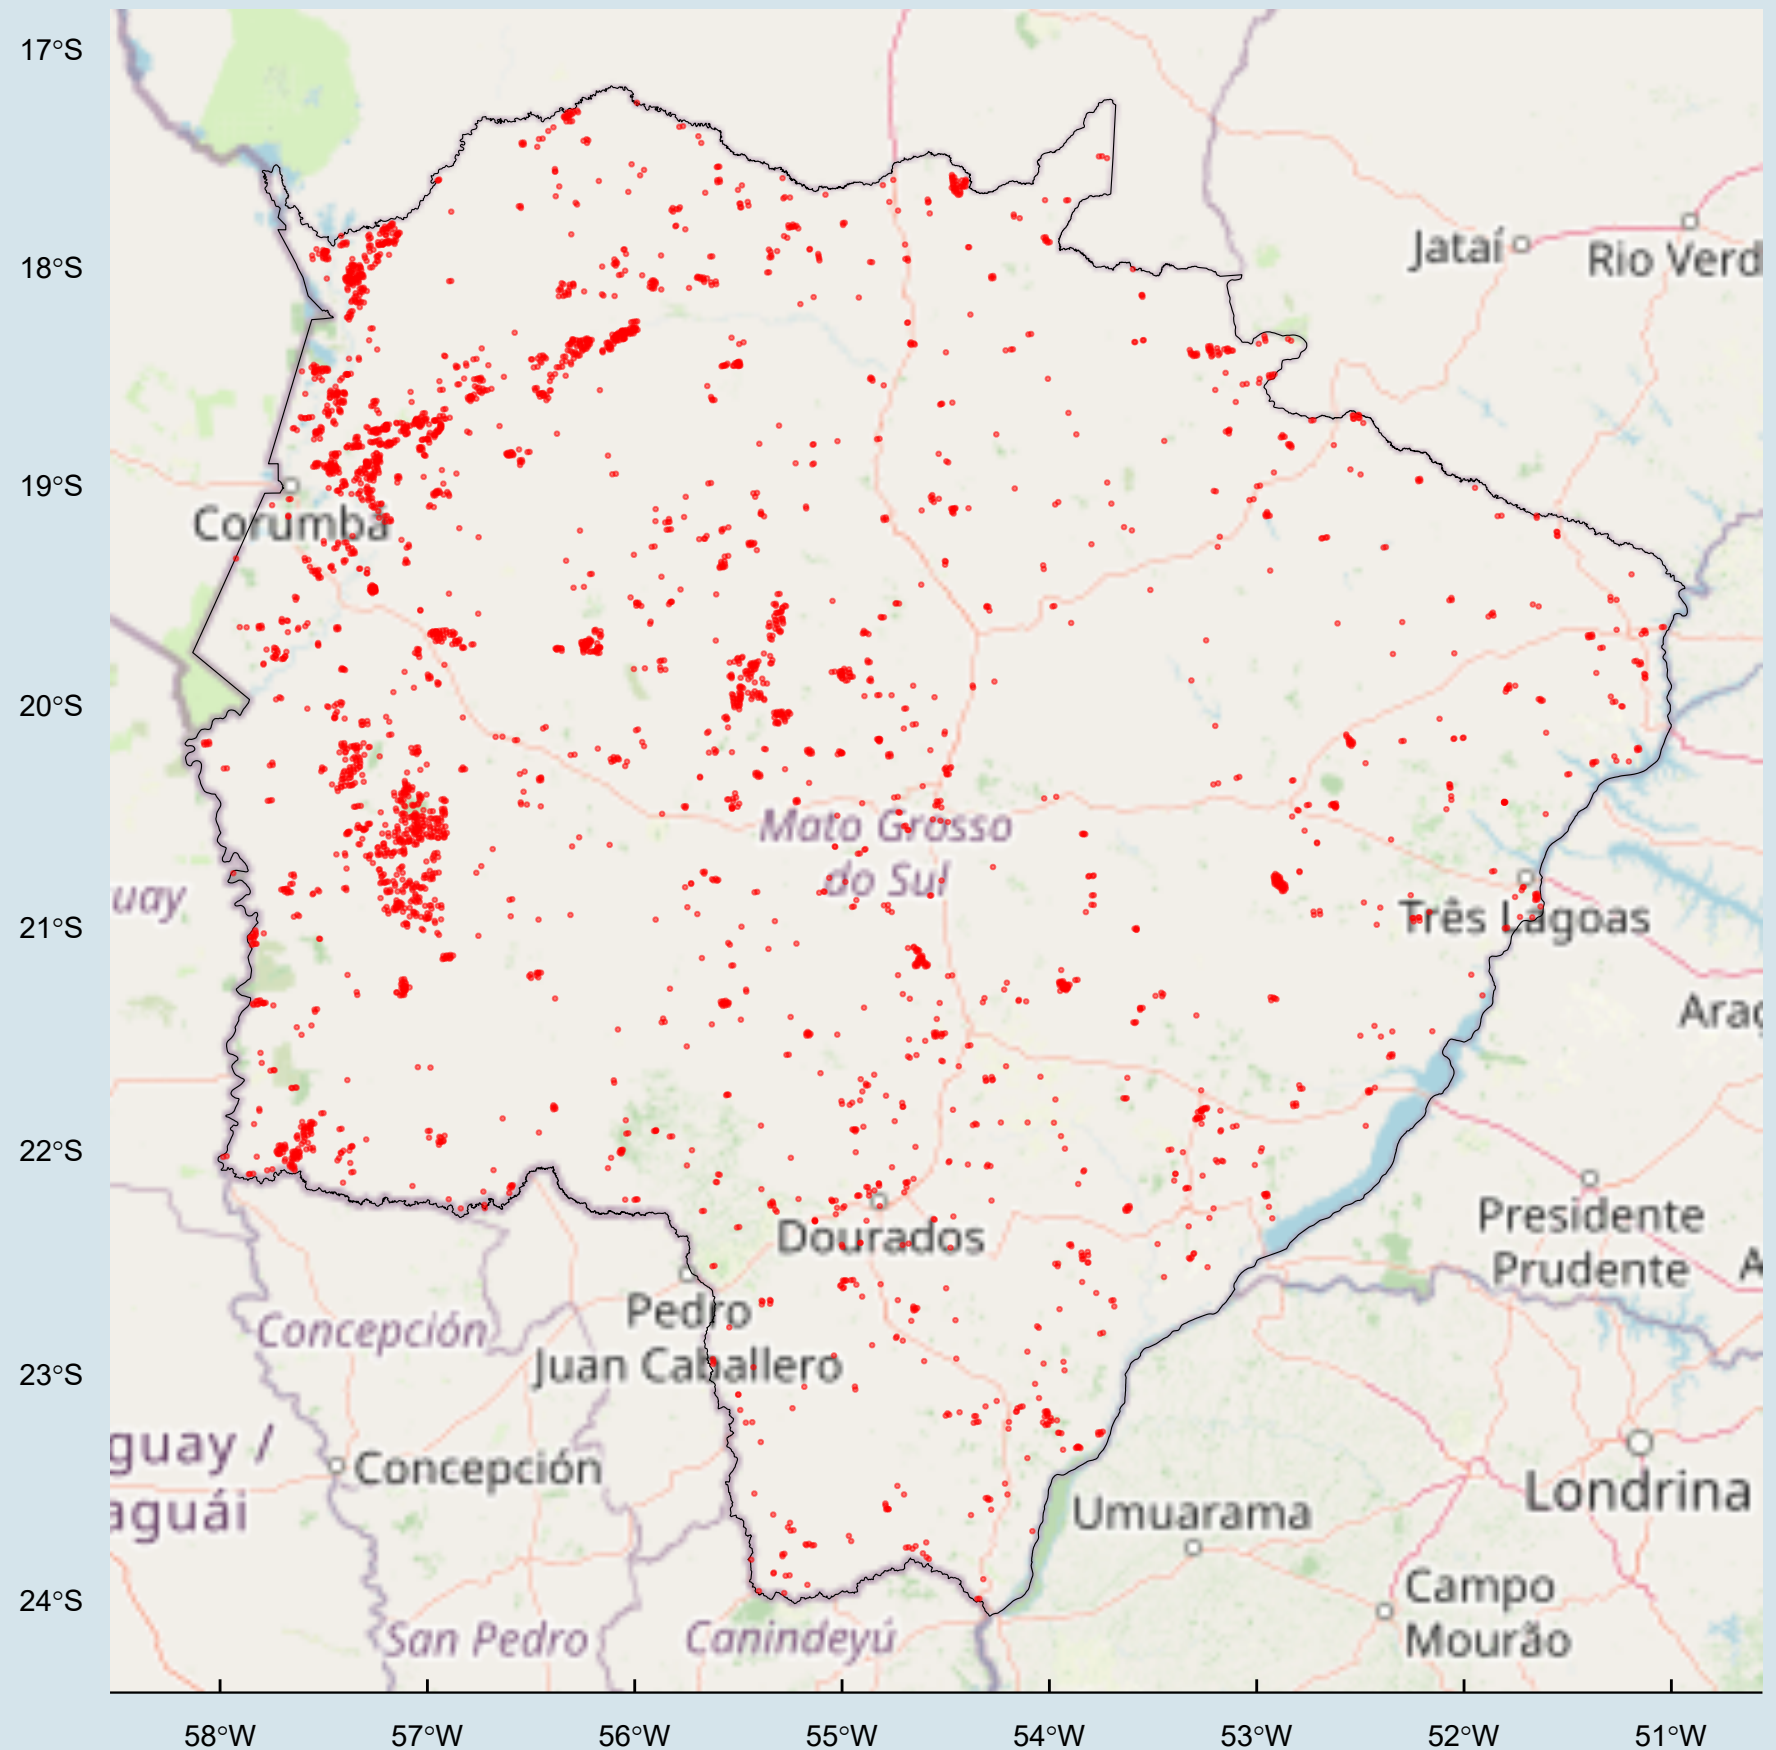 17°S
18°S
19°S
20°S
21°S
22°S
23°S
24°S
Jataí
Rio Verd
Corumbá
Mato Grosso
do Sul
uay
Três Lagoas
Araç
Dourados
Presidente
Prudente
A
Pedro
Juan Caballero
Concepción
guay /
aguái
Concepción
Umuarama
Londrina
Campo
Mourão
San Pedro
Canindeyú
58°W
57°W
56°W
55°W
54°W
53°W
52°W
51°W